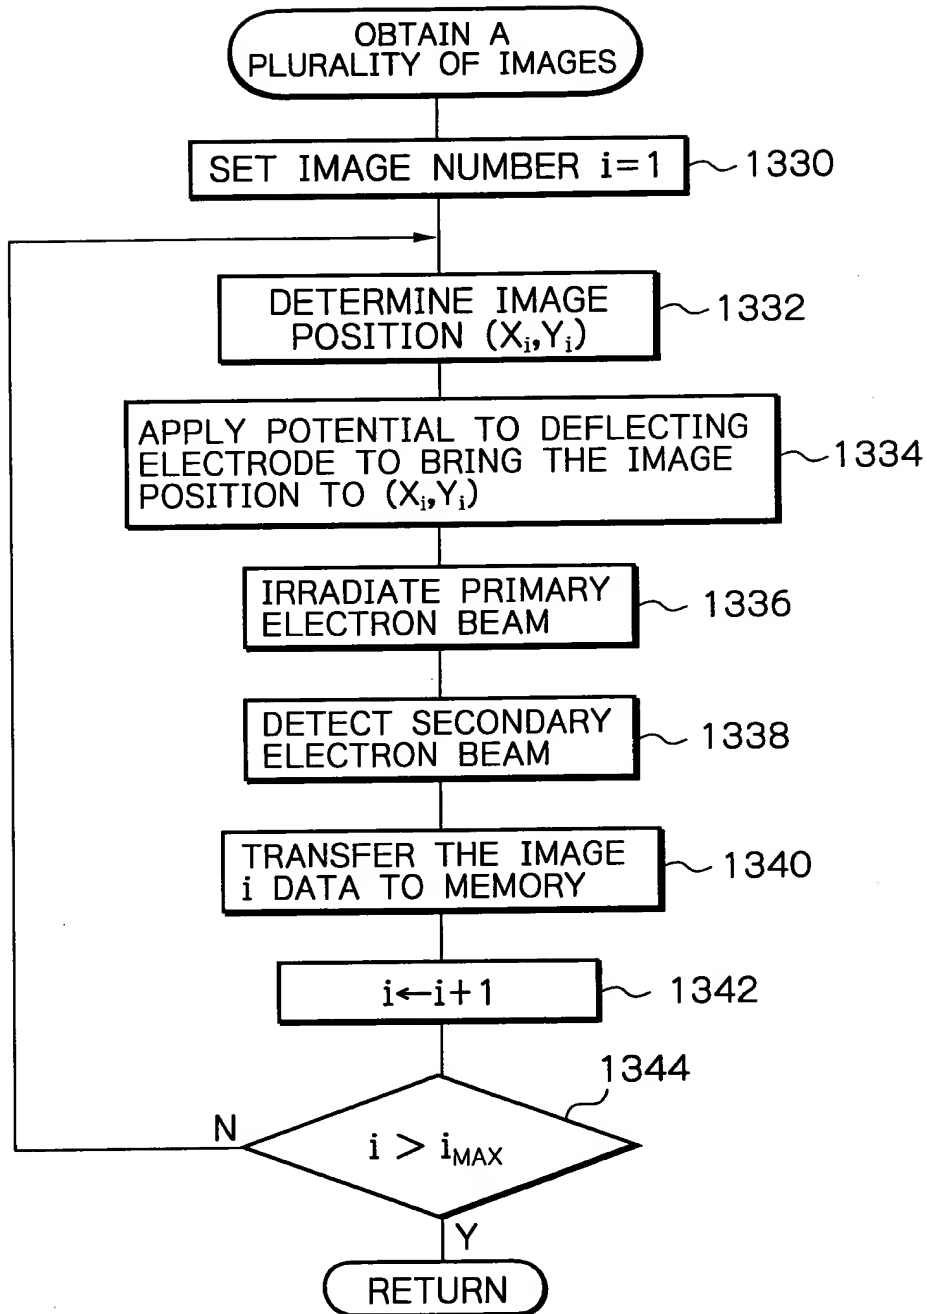 OBTAIN A
PLURALITY OF IMAGES
SET IMAGE NUMBER i=1
1330
DETERMINE IMAGE
POSITION (Xi,Yi)
1332
APPLY POTENTIAL TO DEFLECTING
ELECTRODE TO BRING THE IMAGE
POSITION TO (Xi,Yi)
1334
IRRADIATE PRIMARY
ELECTRON BEAM
1336
DETECT SECONDARY
ELECTRON BEAM
1338
TRANSFER THE IMAGE
i DATA TO MEMORY
1340
i←i+1
1342
1344
N
i > iMAX
Y
RETURN